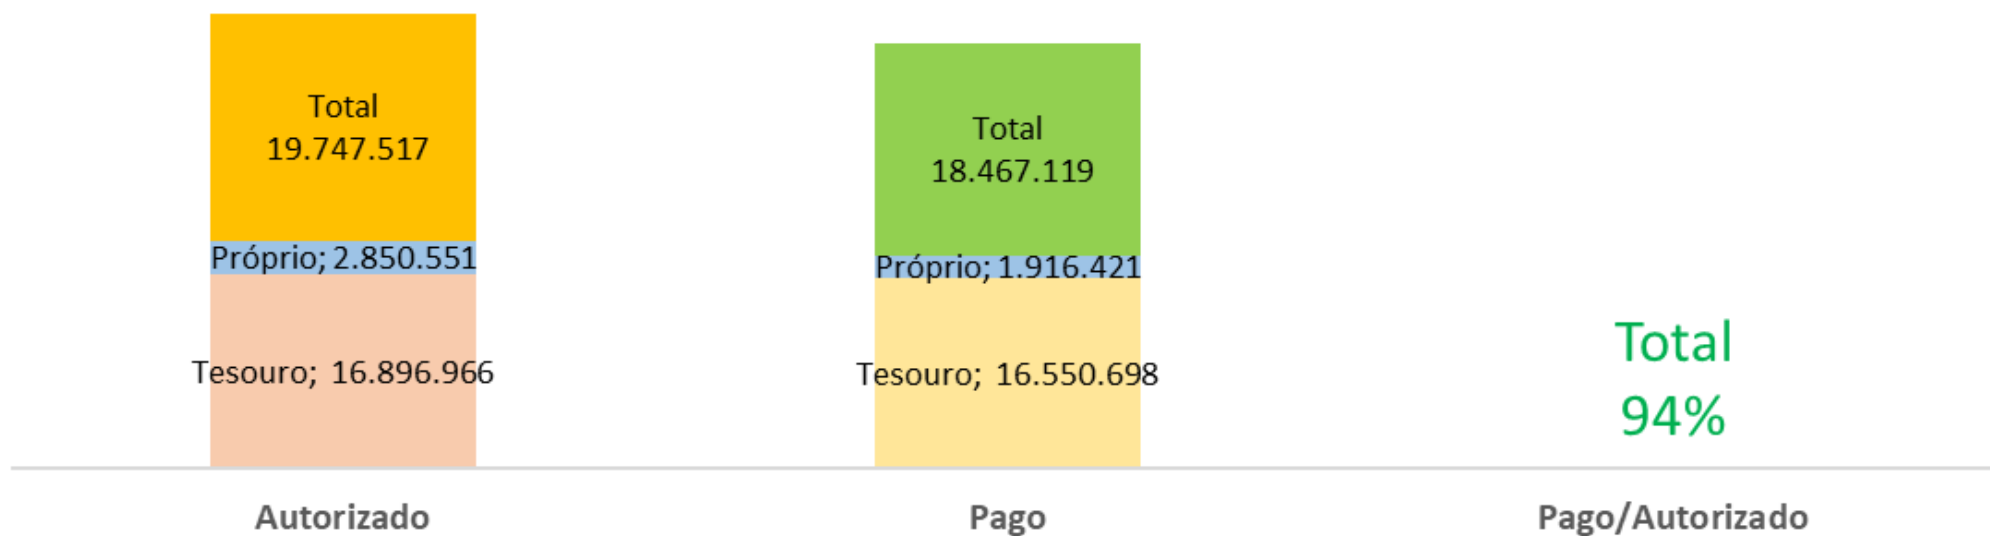 Total
19.747.517
Próprio; 2.850.551
Tesouro; 16.896.966
Total
18.467.119
Próprio; 1.916.421
Tesouro; 16.550.698
Total
94%
Autorizado
Pago
Pago/Autorizado